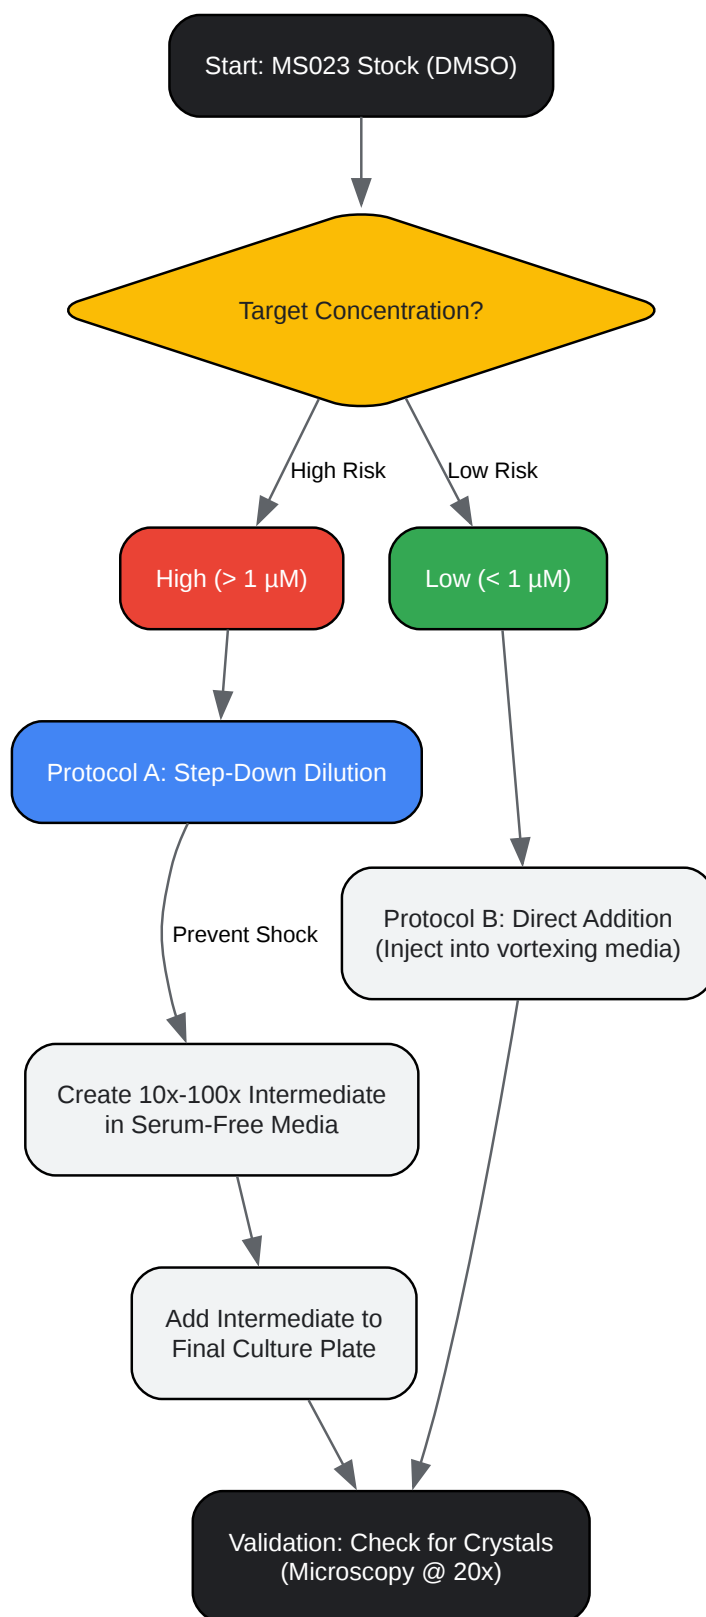 Start: MS023 Stock (DMSO)
Target Concentration?
High Risk
Low Risk
High (> 1 µM)
Low (< 1 µM)
Protocol A: Step-Down Dilution
Protocol B: Direct Addition
(Inject into vortexing media)
Prevent Shock
Create 10x-100x Intermediate
in Serum-Free Media
Add Intermediate to
Final Culture Plate
Validation: Check for Crystals
(Microscopy @ 20x)